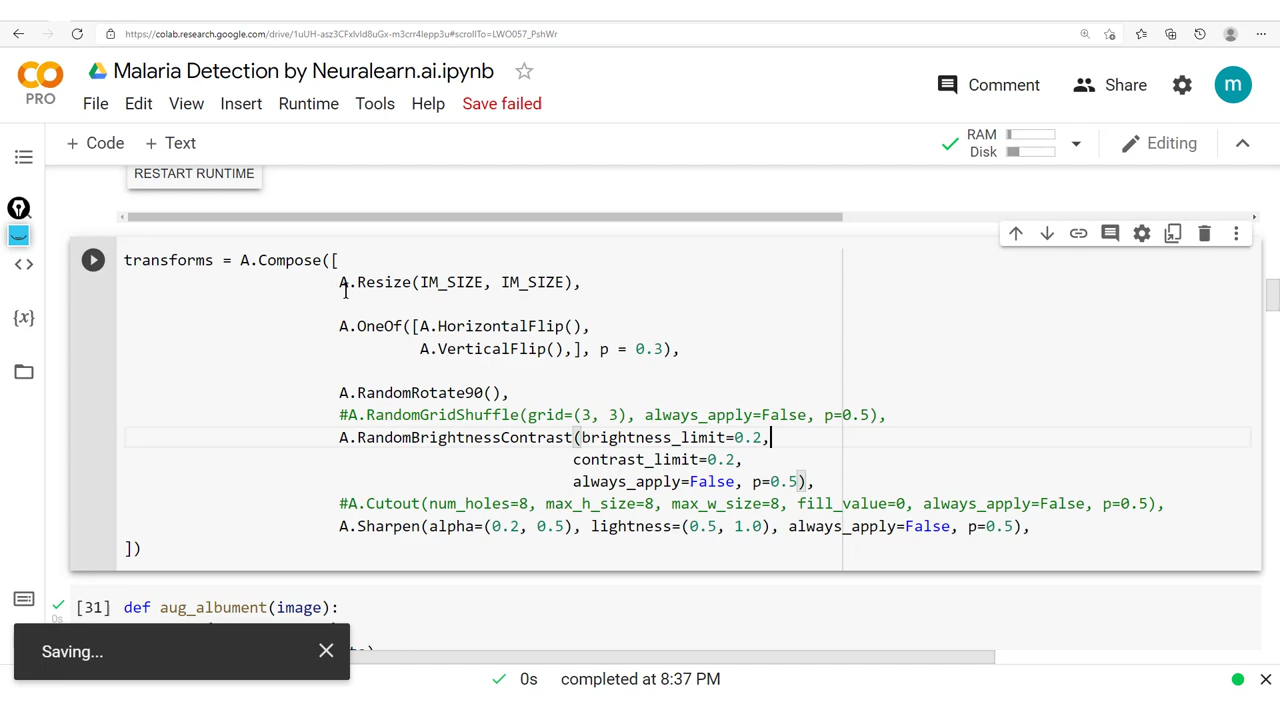 https://colab.research.google.com/drive/1uUH-asz3CFxlvld8uGx-m3crr4lepp3u#scrollTo=LWO057_PshWr
Malaria Detection by Neuralearn.ai.ipynb
PRO
File Edit View Insert Runtime Tools Help Save failed
Comment Share m
+ Code + Text
RAM
Disk
Editing
RESTART RUNTIME
transforms = A.Compose([
A.Resize(IM_SIZE, IM_SIZE),
A.OneOf([A.HorizontalFlip(),
A.VerticalFlip(),], p = 0.3),
A.RandomRotate90(),
#A.RandomGridShuffle(grid=(3, 3), always_apply=False, p=0.5),
A.RandomBrightnessContrast(brightness_limit=0.2,
contrast_limit=0.2,
always_apply=False, p=0.5),
#A.Cutout(num_holes=8, max_h_size=8, max_w_size=8, fill_value=0, always_apply=False, p=0.5),
A.Sharpen(alpha=(0.2, 0.5), lightness=(0.5, 1.0), always_apply=False, p=0.5),
])
[31] def aug_albument(image):
0s
Saving...
0s completed at 8:37 PM